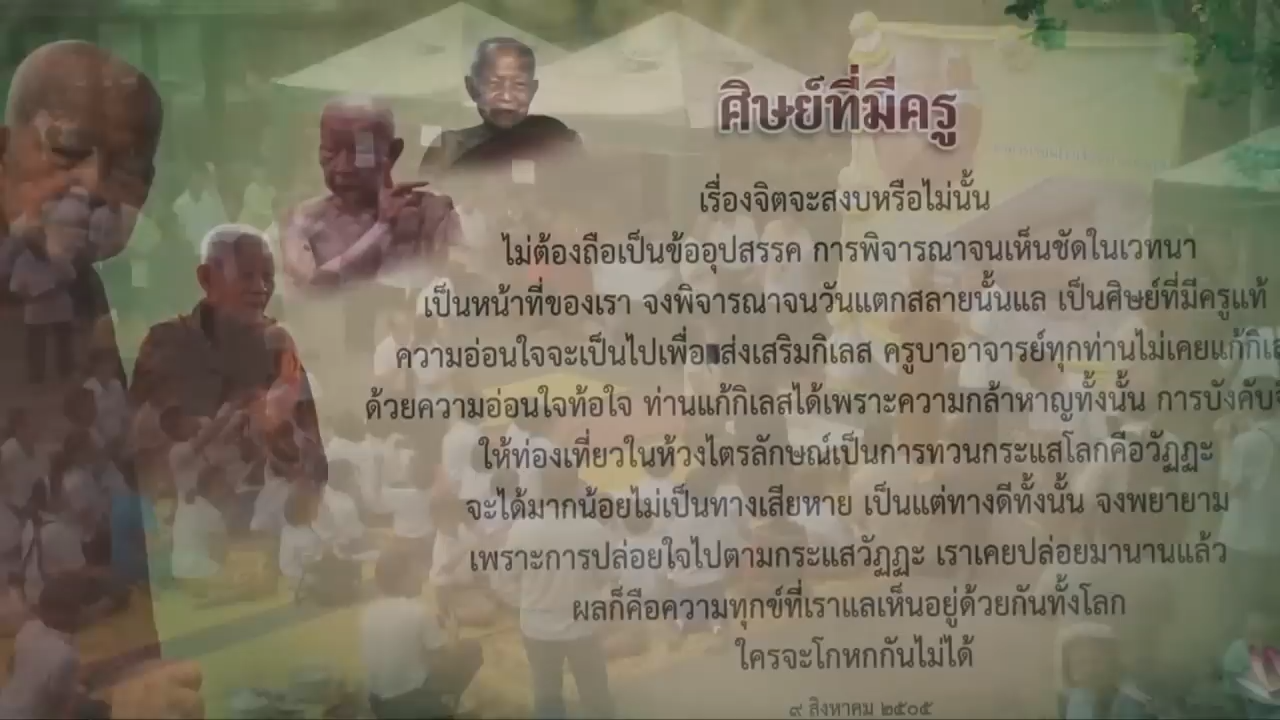 ศิษย์ที่มีครู
เรื่องจิตจะสงบหรือไม่นั้น
ไม่ต้องถือเป็นข้ออุปสรรค การพิจารณาจนเห็นชัดในเวทนา
เป็นหน้าที่ของเรา จงพิจารณาจนวันแตกสลายนั้นแล เป็นศิษย์ที่มีครูแท้
ความอ่อนใจจะเป็นไปเพื่อ ส่งเสริมกิเลส ครูบาอาจารย์ทุกท่านไม่เคยแก้
ด้วยความอ่อนใจท้อใจ ท่านแก้กิเลสได้เพราะความกล้าหาญทั้งนั้น การบังคับ
ให้ท่องเที่ยวในห้วงไตรลักษณ์เป็นการทวนกระแสโลกคือวัฏฏะ
จะได้มากน้อยไม่เป็นทางเสียหาย เป็นแต่ทางดีทั้งนั้น จงพยายาม
เพราะการปล่อยใจไปตามกระแสวัฏฏะ เราเคยปล่อยมานานแล้ว
ผลก็คือความทุกข์ที่เราแลเห็นอยู่ด้วยกันทั้งโลก
ใครจะโกหกกันไม่ได้
๙ สิงหาคม ๒๕๐๕